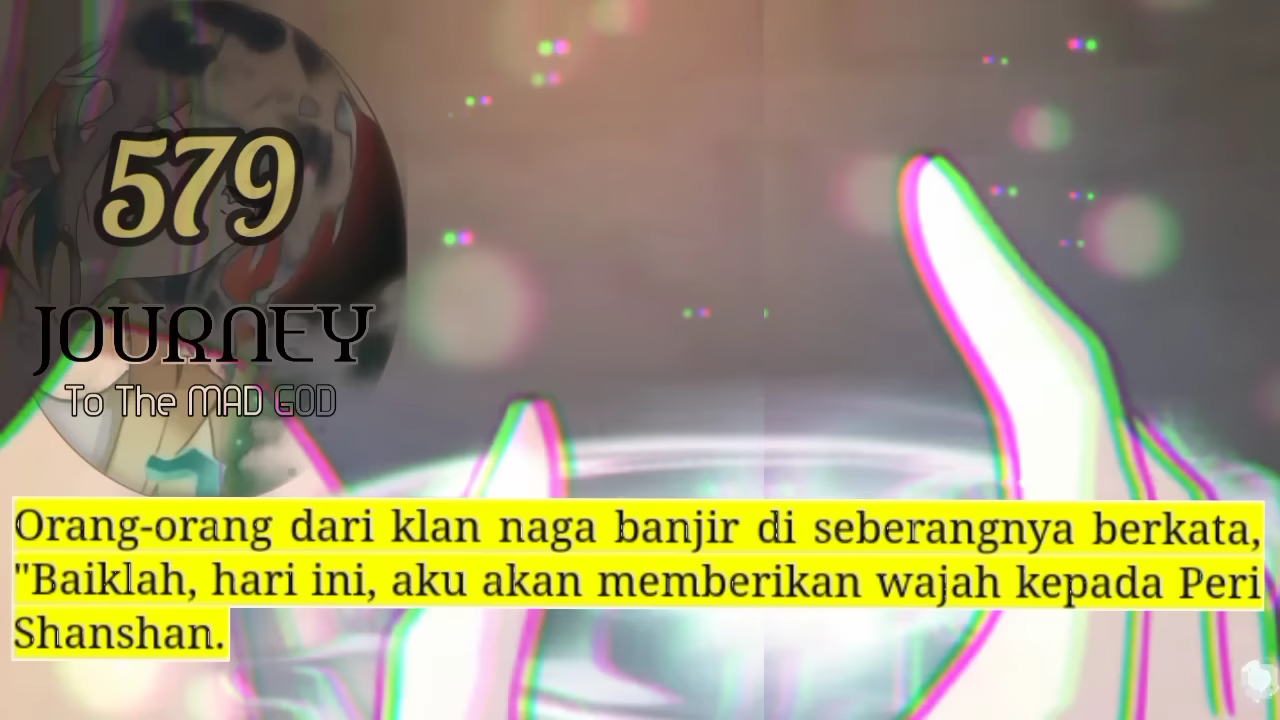 579
JOURNEY
To The MAD GOD
Orang-orang dari klan naga banjir di seberangnya berkata,
"Baiklah, hari ini, aku akan memberikan wajah kepada Peri
Shanshan.